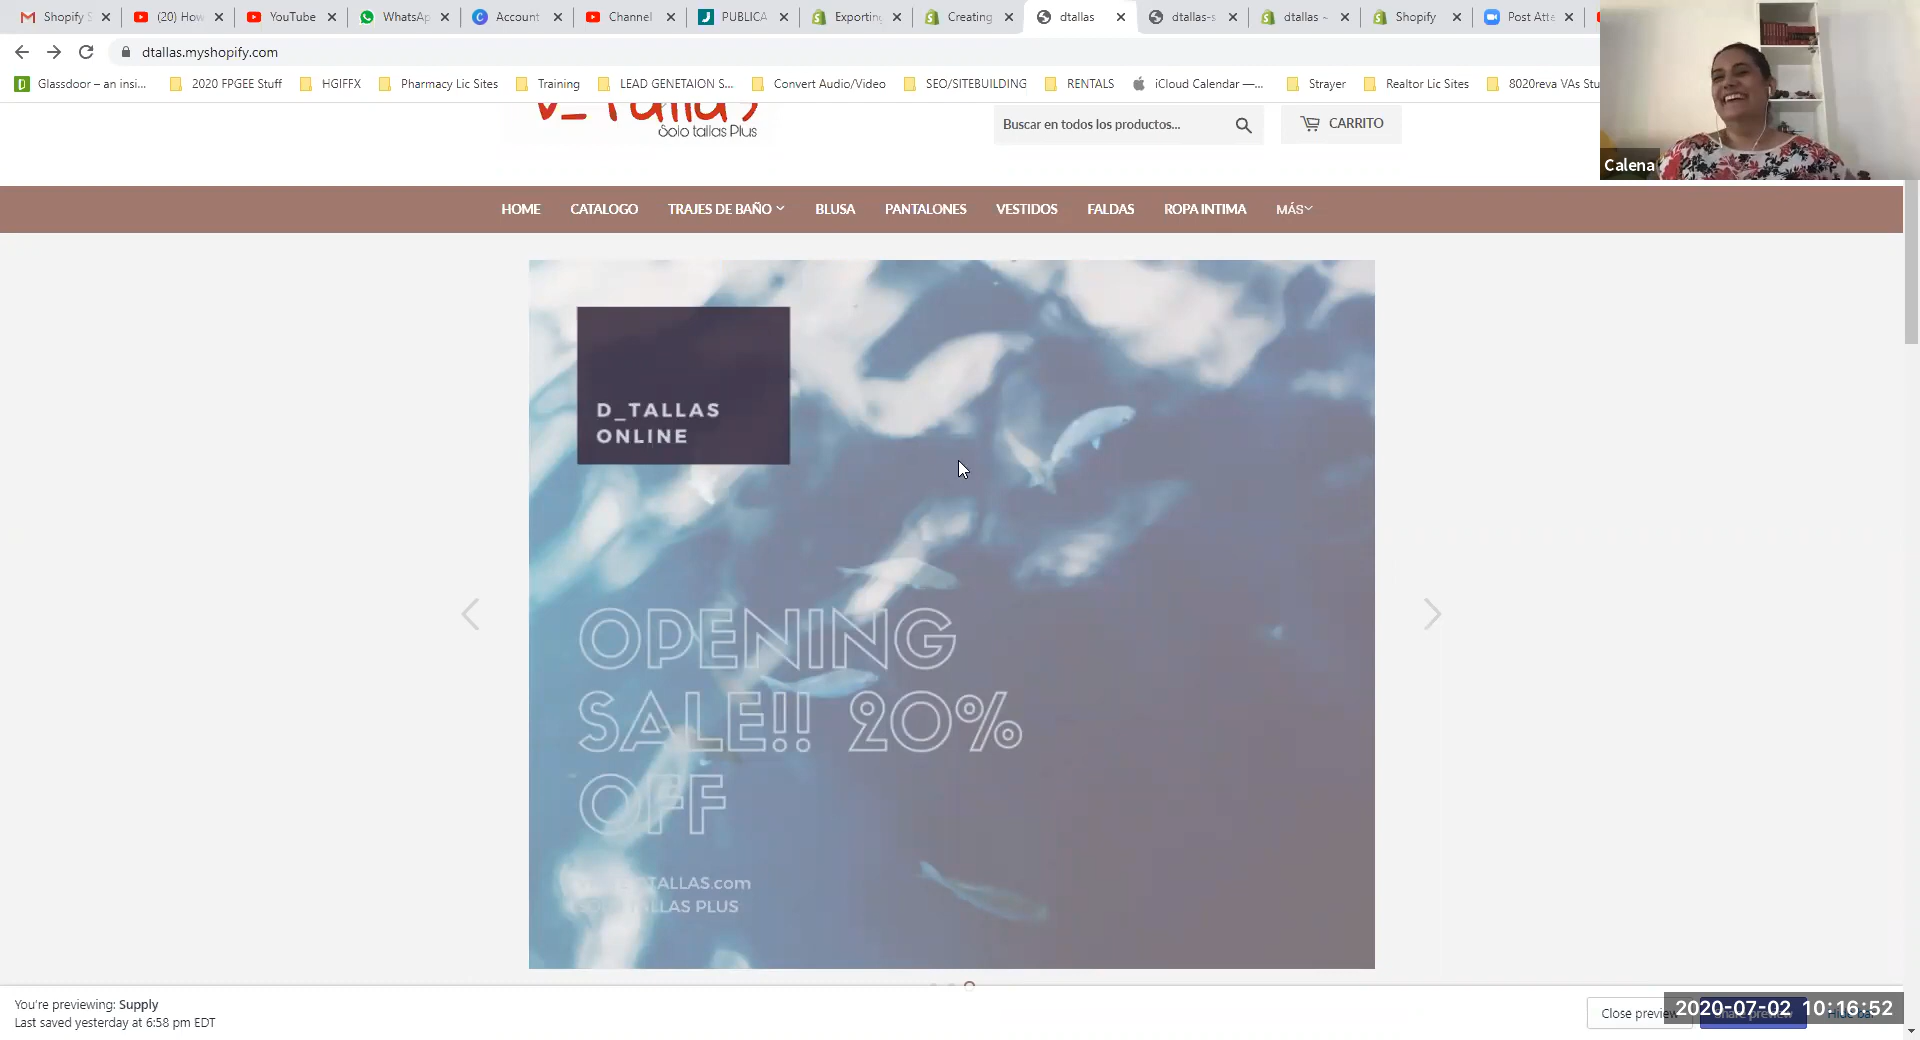 Shopify S
(20) How
YouTube
WhatsAp
Account
Channel
PUBLICA
Exporting
Creating
dtallas
dtallas-s
dtallas ~
Shopify
Post Atte
dtallas.myshopify.com
Glassdoor – an insi...
2020 FPGEE Stuff
HGIFFX
Pharmacy Lic Sites
Training
LEAD GENETAION S...
Convert Audio/Video
SEO/SITEBUILDING
RENTALS
iCloud Calendar —...
Strayer
Realtor Lic Sites
8020reva VAs Stu
D_Tallas
Solo tallas Plus
Buscar en todos los productos...
CARRITO
Calena
HOME
CATALOGO
TRAJES DE BAÑO
BLUSA
PANTALONES
VESTIDOS
FALDAS
ROPA INTIMA
MÁS
D_TALLAS
ONLINE
OPENING
SALE!! 20%
OFF
TALLAS.com
TALLAS PLUS
You're previewing: Supply
Last saved yesterday at 6:58 pm EDT
Close preview
2020-07-02 10:16:52